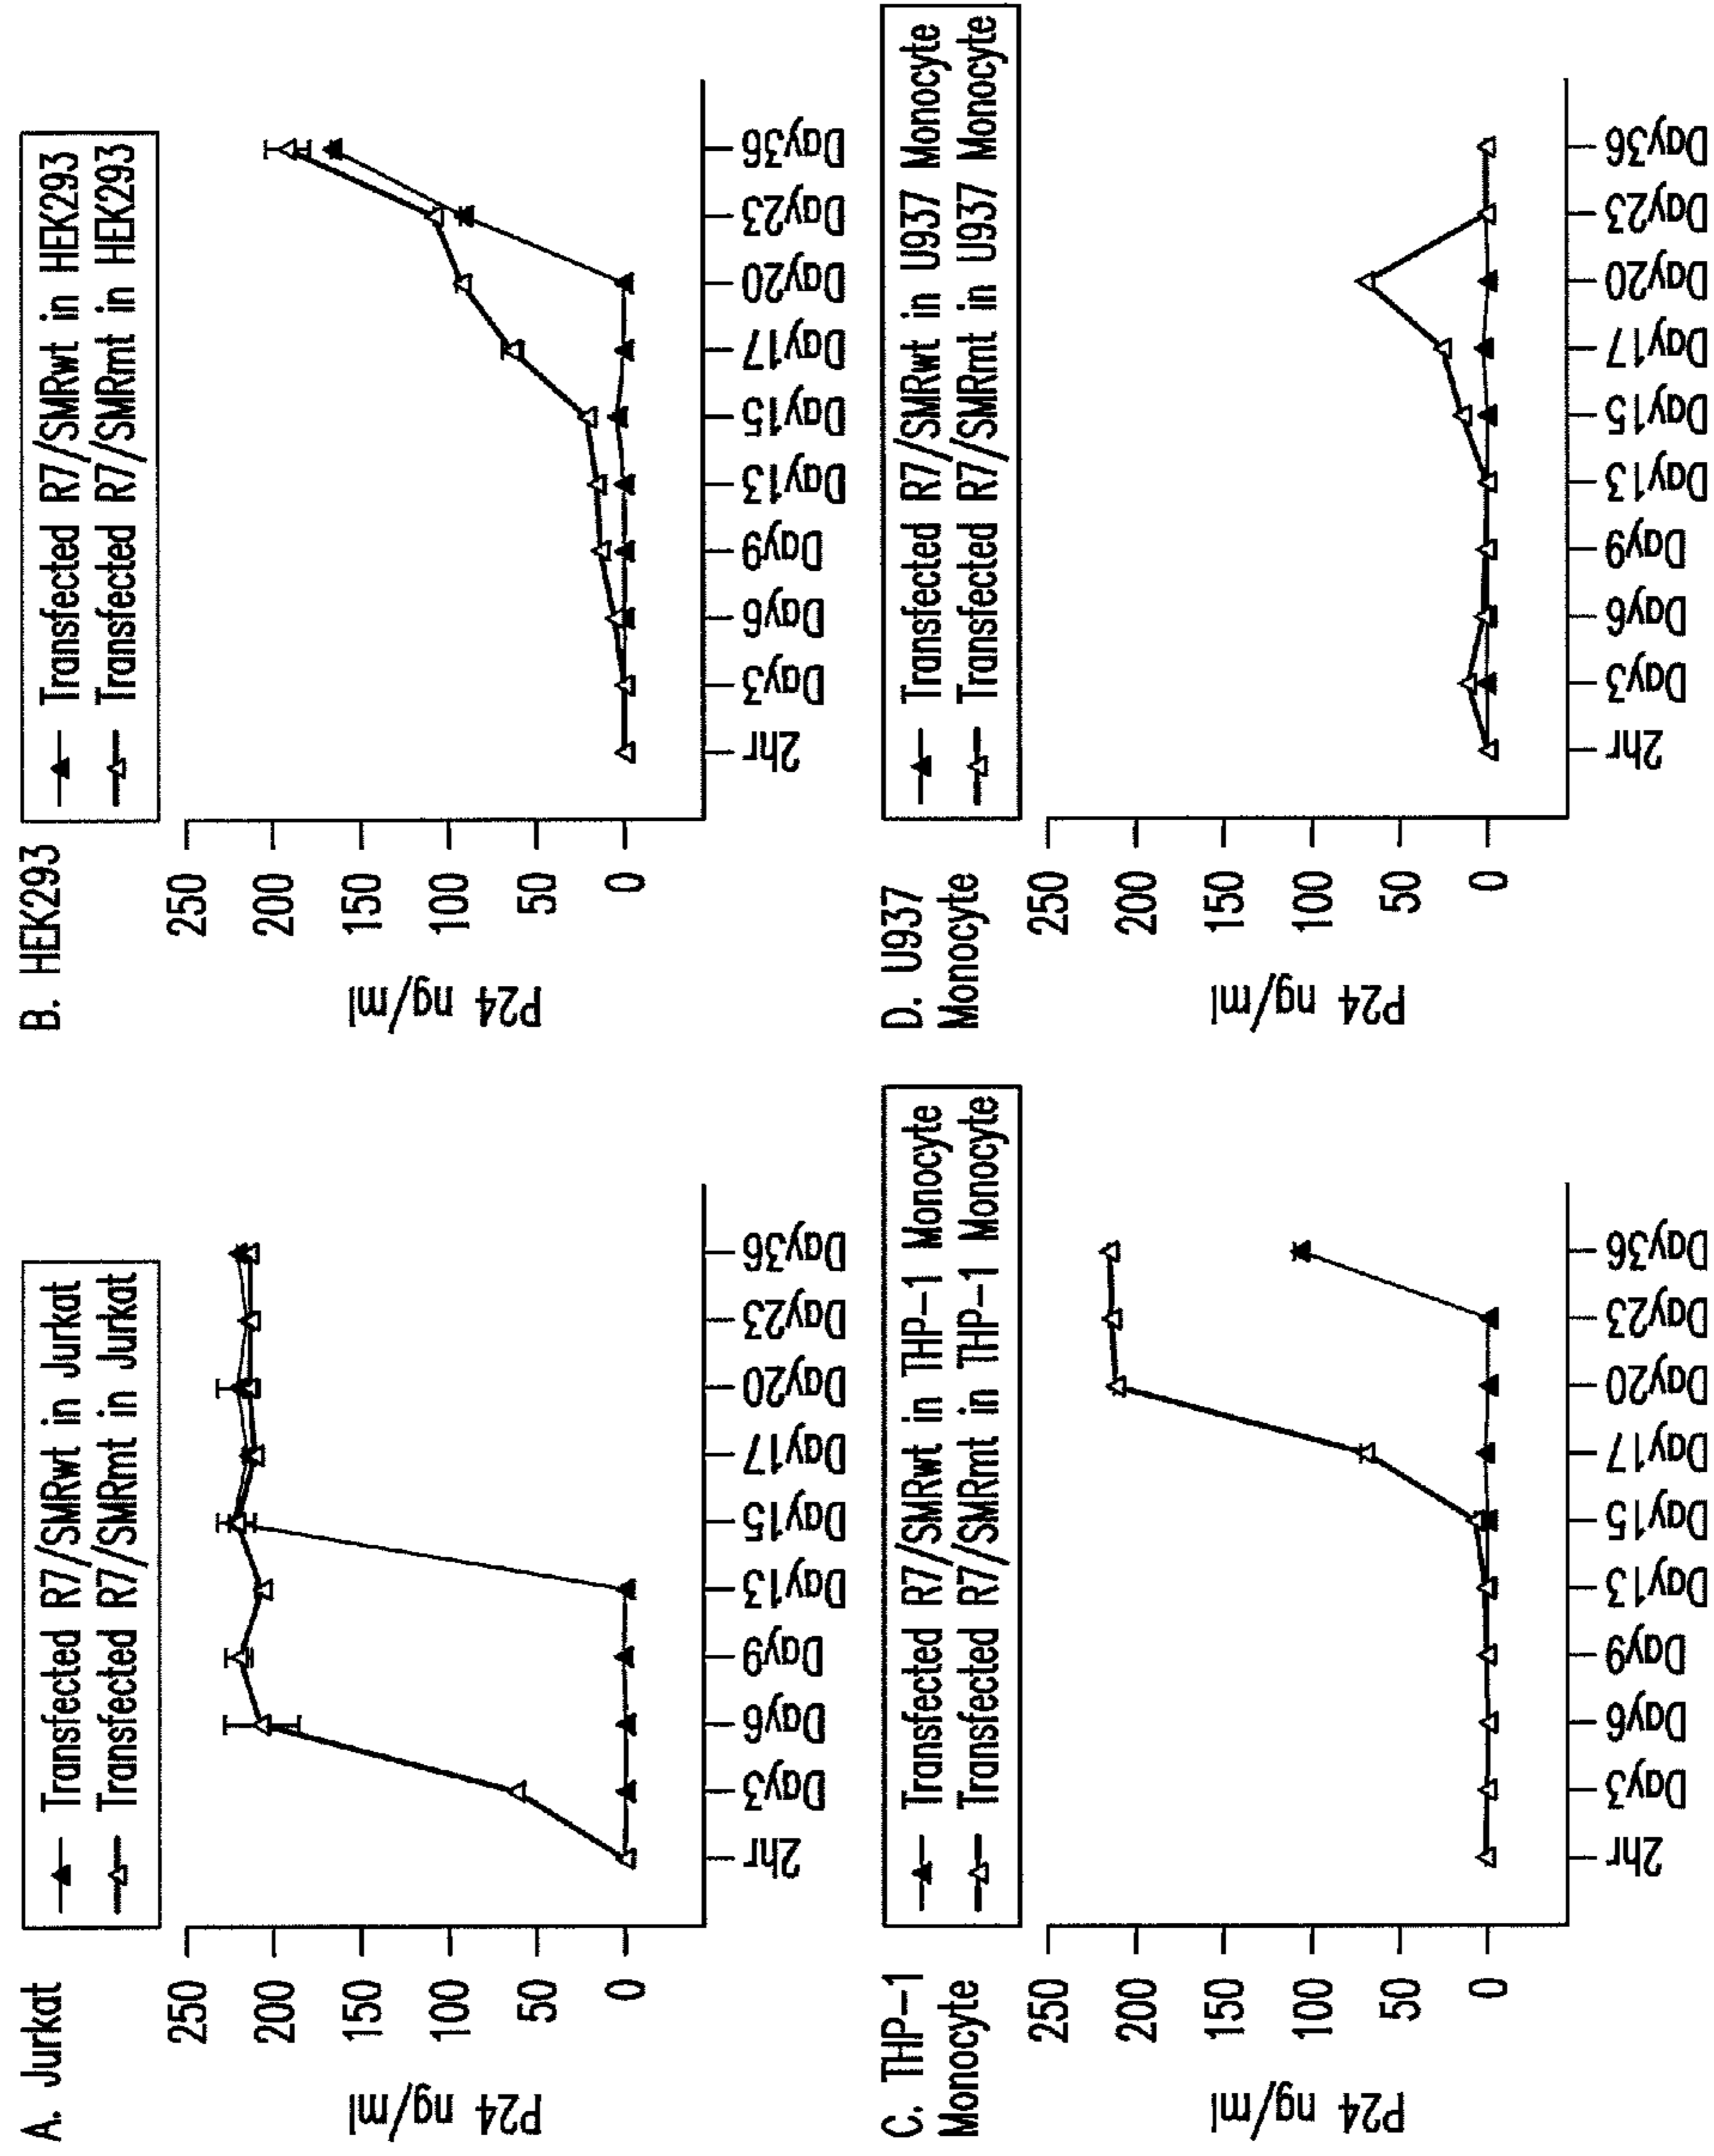 A. Jurkat
Transfected R7/SMRwt in Jurkat
Transfected R7/SMRmt in Jurkat
P24 ng/ml
250
200
150
100
50
0
2hr
Day3
Day6
Day9
Day13
Day15
Day17
Day20
Day23
Day36
B. HEK293
Transfected R7/SMRwt in HEK293
Transfected R7/SMRmt in HEK293
P24 ng/ml
250
200
150
100
50
0
2hr
Day3
Day6
Day9
Day13
Day15
Day17
Day20
Day23
Day36
C. THP-1
Monocyte
Transfected R7/SMRwt in THP-1 Monocyte
Transfected R7/SMRmt in THP-1 Monocyte
P24 ng/ml
250
200
150
100
50
0
2hr
Day3
Day6
Day9
Day13
Day15
Day17
Day20
Day23
Day36
D. U937
Monocyte
Transfected R7/SMRwt in U937 Monocyte
Transfected R7/SMRmt in U937 Monocyte
P24 ng/ml
250
200
150
100
50
0
2hr
Day3
Day6
Day9
Day13
Day15
Day17
Day20
Day23
Day36